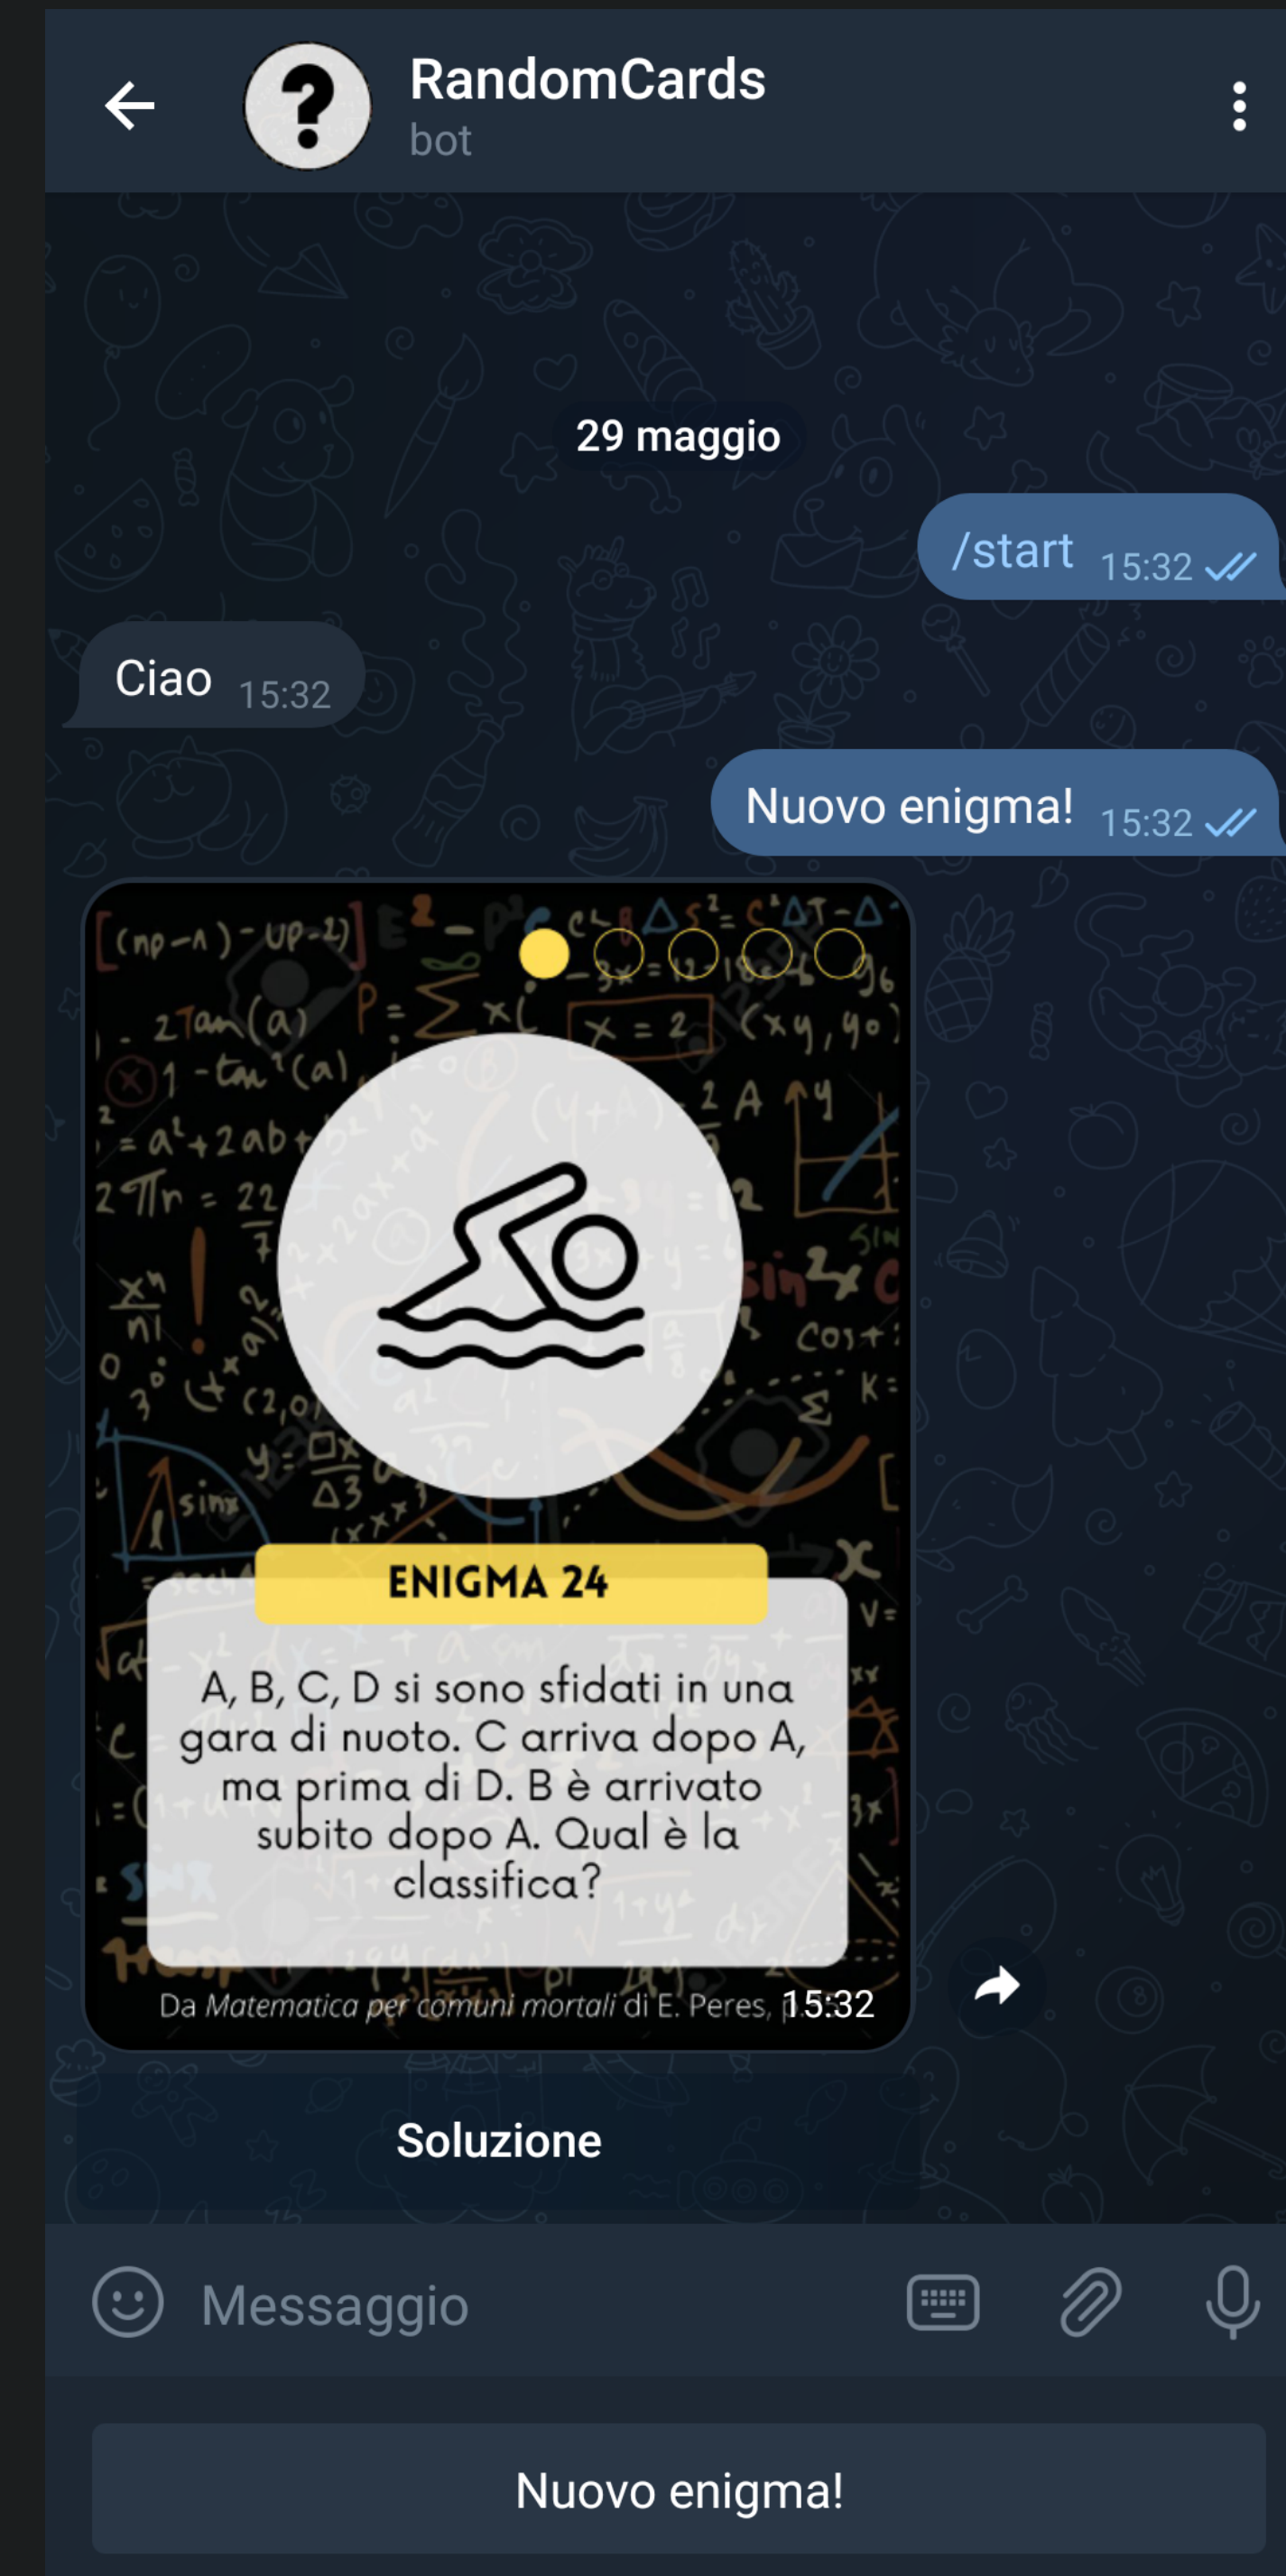 RandomCards
bot
29 maggio
/start 15:32
Ciao 15:32
Nuovo enigma! 15:32
ENIGMA 24
A, B, C, D si sono sfidati in una
gara di nuoto. C arriva dopo A,
ma prima di D. B è arrivato
subito dopo A. Qual è la
classifica?
Da Matematica per comuni mortali di E. Peres, 15:32
Soluzione
Messaggio
Nuovo enigma!